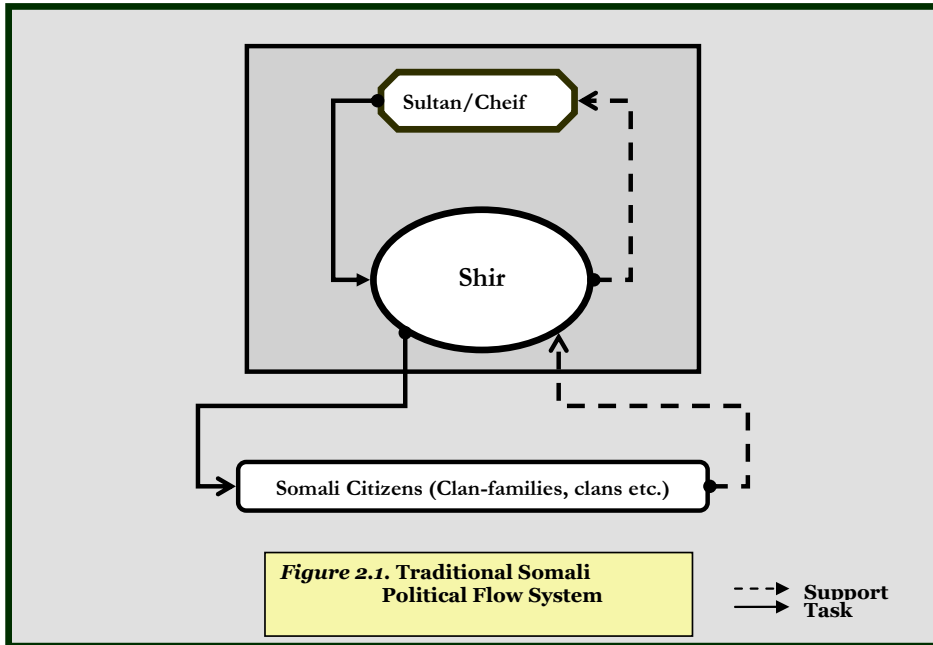 Sultan/Cheif
Shir
Somali Citizens (Clan-families, clans etc.)
Figure 2.1. Traditional Somali
Political Flow System
Support
Task